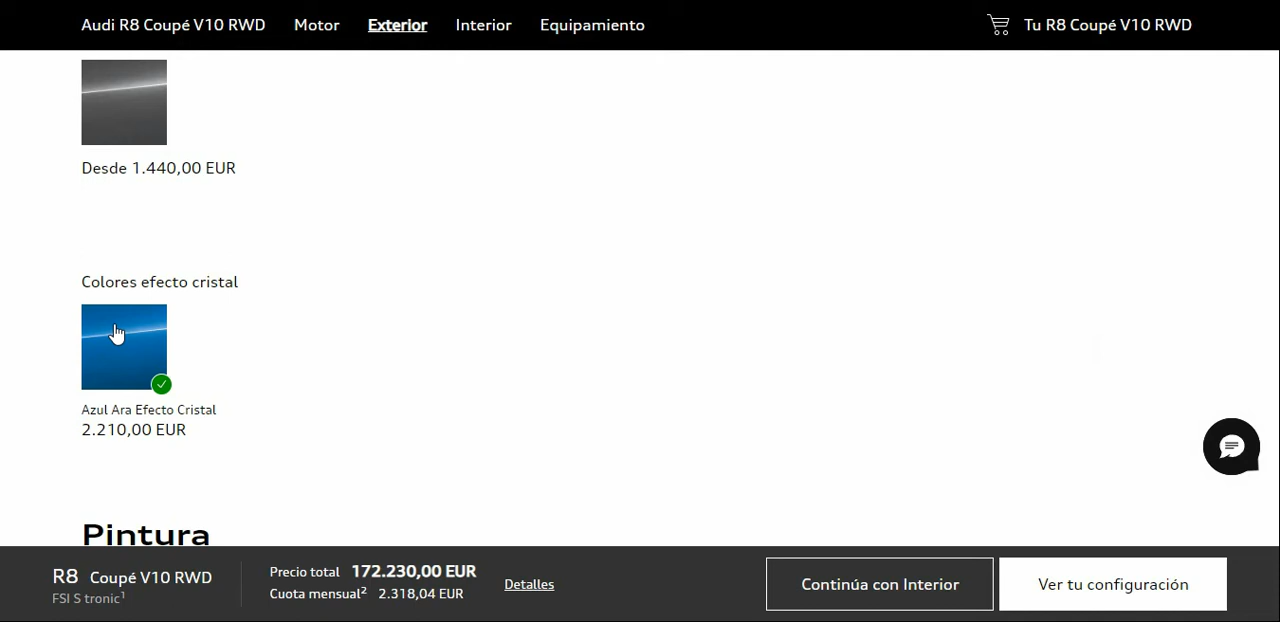 Audi R8 Coupé V10 RWD Motor Exterior Interior Equipamiento Tu R8 Coupé V10 RWD
Desde 1.440,00 EUR
Colores efecto cristal
Azul Ara Efecto Cristal
2.210,00 EUR
Pintura
R8 Coupé V10 RWD
FSI S tronic¹
Precio total 172.230,00 EUR
Cuota mensual² 2.318,04 EUR
Detalles
Continúa con Interior
Ver tu configuración